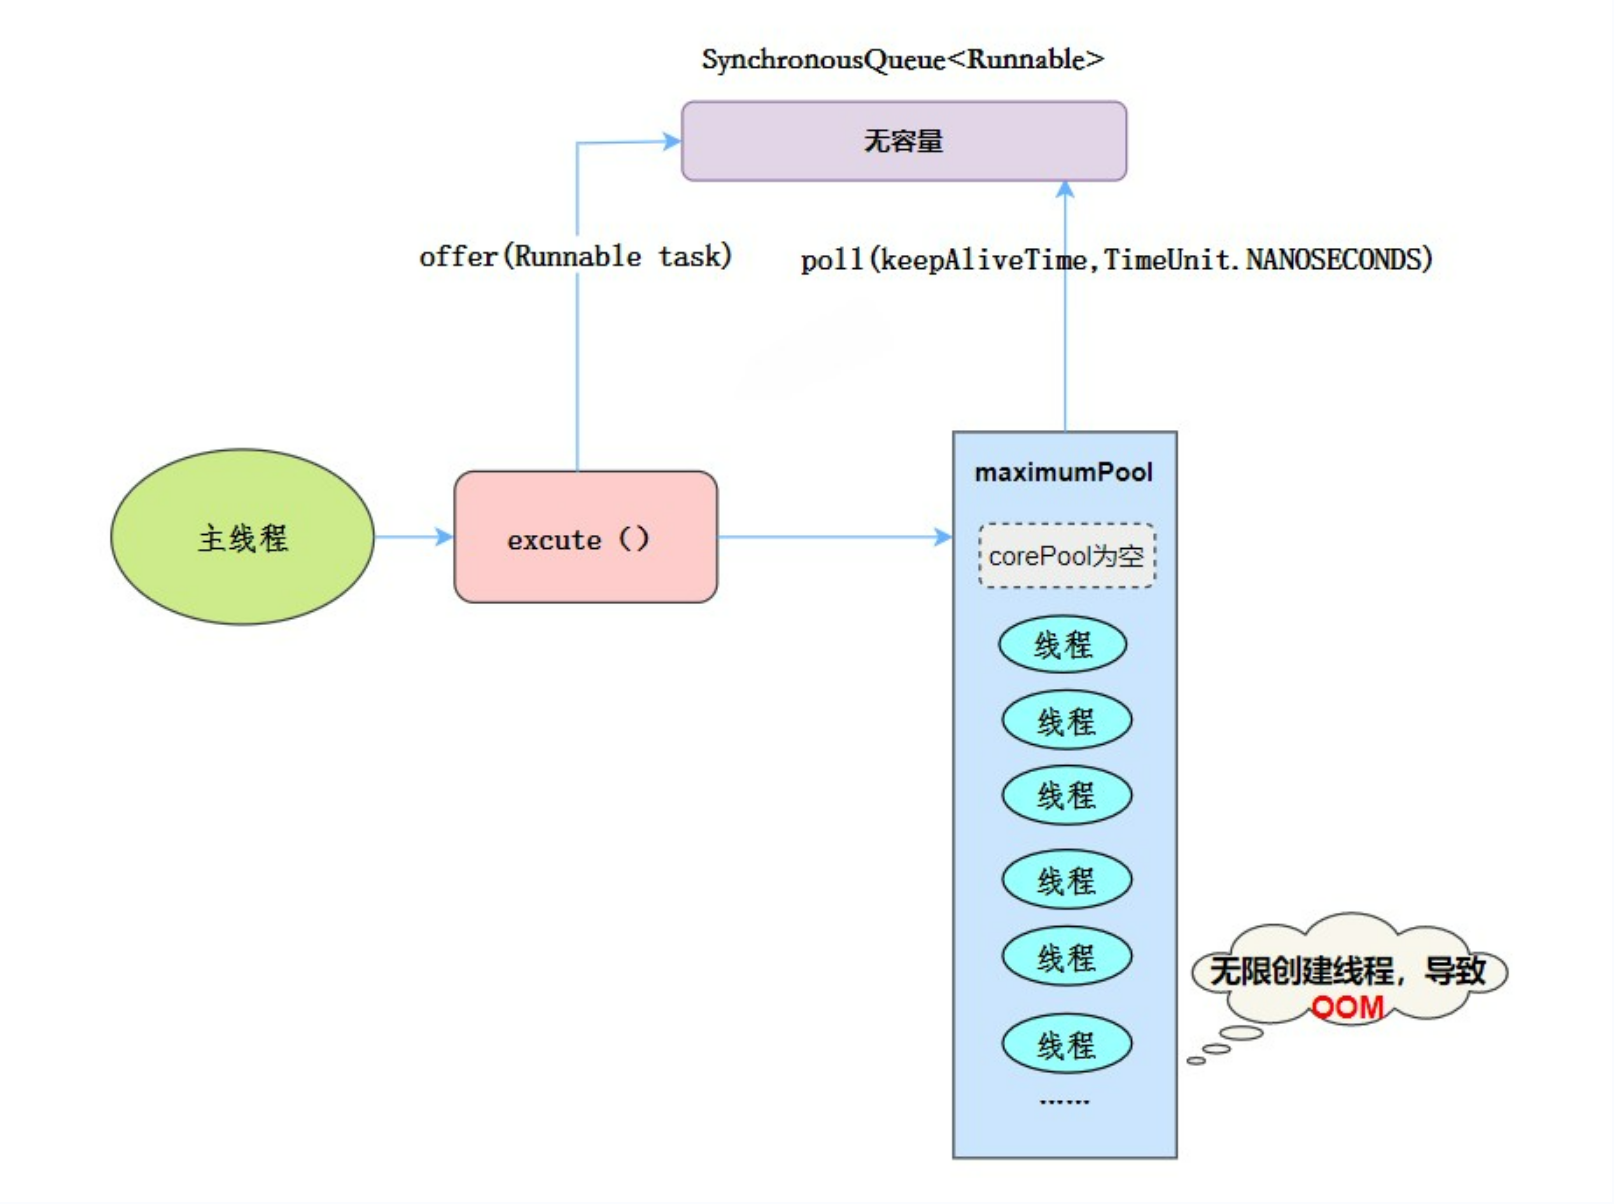 SynchronousQueue<Runnable>
无容量
offer(Runnable task)
poll(keepAliveTime,TimeUnit.NANOSECONDS)
主线程
excute（）
maximumPool
corePool为空
线程
线程
线程
线程
线程
线程
......
无限创建线程，导致
OOM